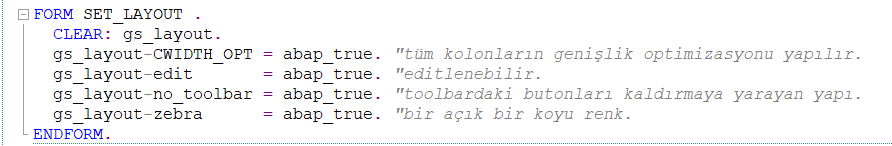 FORM SET_LAYOUT .
CLEAR: gs_layout.
gs_layout-CWIDTH_OPT = abap_true. "tüm kolonların genişlik optimizasyonu yapılır.
gs_layout-edit       = abap_true. "editlenebilir.
gs_layout-no_toolbar = abap_true. "toolbardaki butonları kaldırmaya yarayan yapı.
gs_layout-zebra      = abap_true. "bir açık bir koyu renk.
ENDFORM.